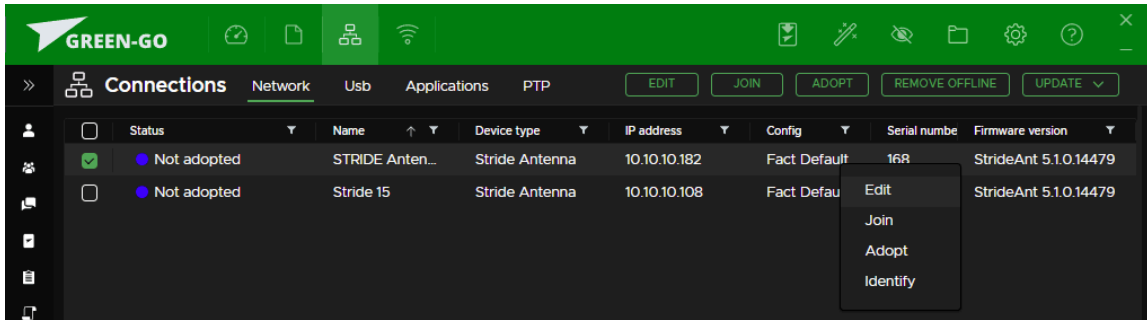 GREEN-GO
Connections Network Usb Applications PTP EDIT JOIN ADOPT REMOVE OFFLINE UPDATE
Status Name Device type IP address Config Serial numbe Firmware version
Not adopted STRIDE Anten... Stride Antenna 10.10.10.182 Fact Default 168 StrideAnt 5.1.0.14479
Not adopted Stride 15 Stride Antenna 10.10.10.108 Fact Defau StrideAnt 5.1.0.14479
Edit
Join
Adopt
Identify